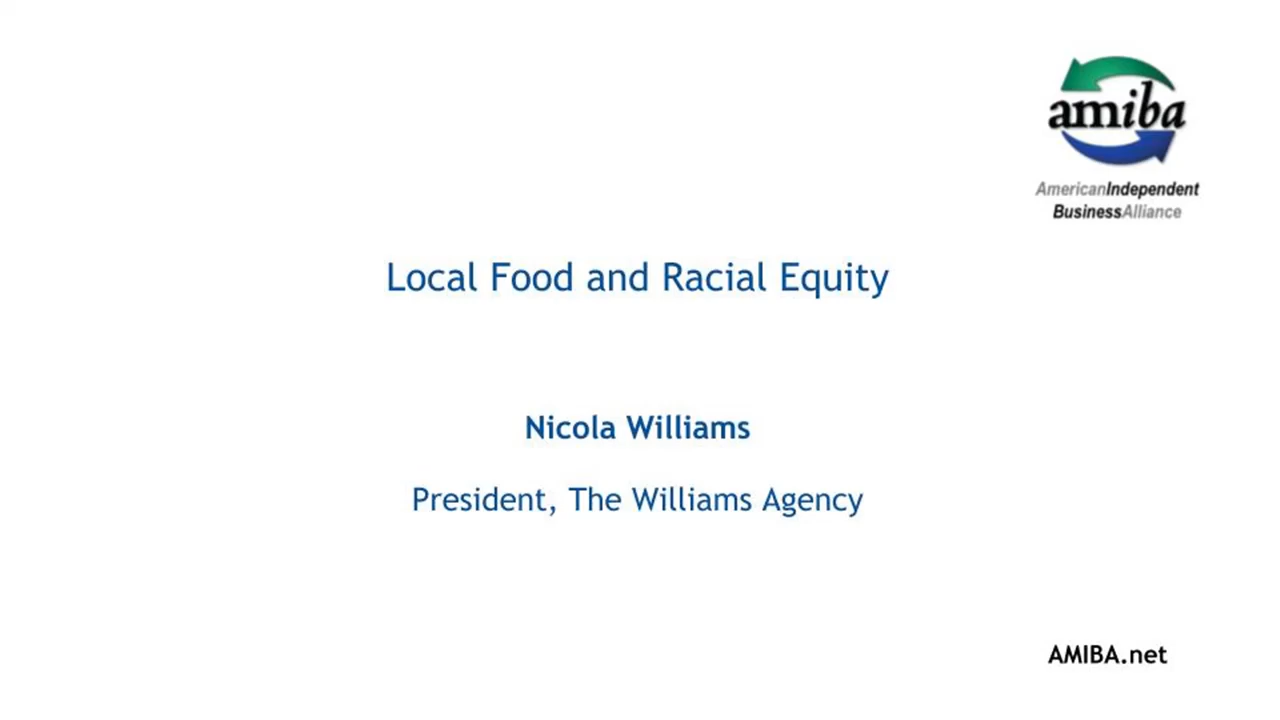 amiba
AmericanIndependent
BusinessAlliance
Local Food and Racial Equity
Nicola Williams
President, The Williams Agency
AMIBA.net